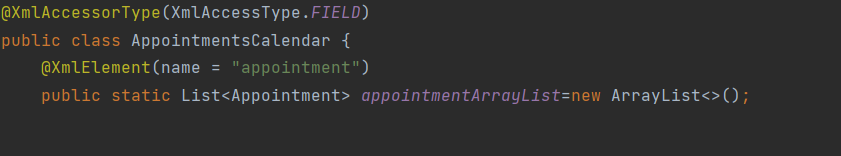 @XmlAccessorType(XmlAccessType.FIELD)
public class AppointmentsCalendar {
    @XmlElement(name = "appointment")
    public static List<Appointment> appointmentArrayList=new ArrayList<>();